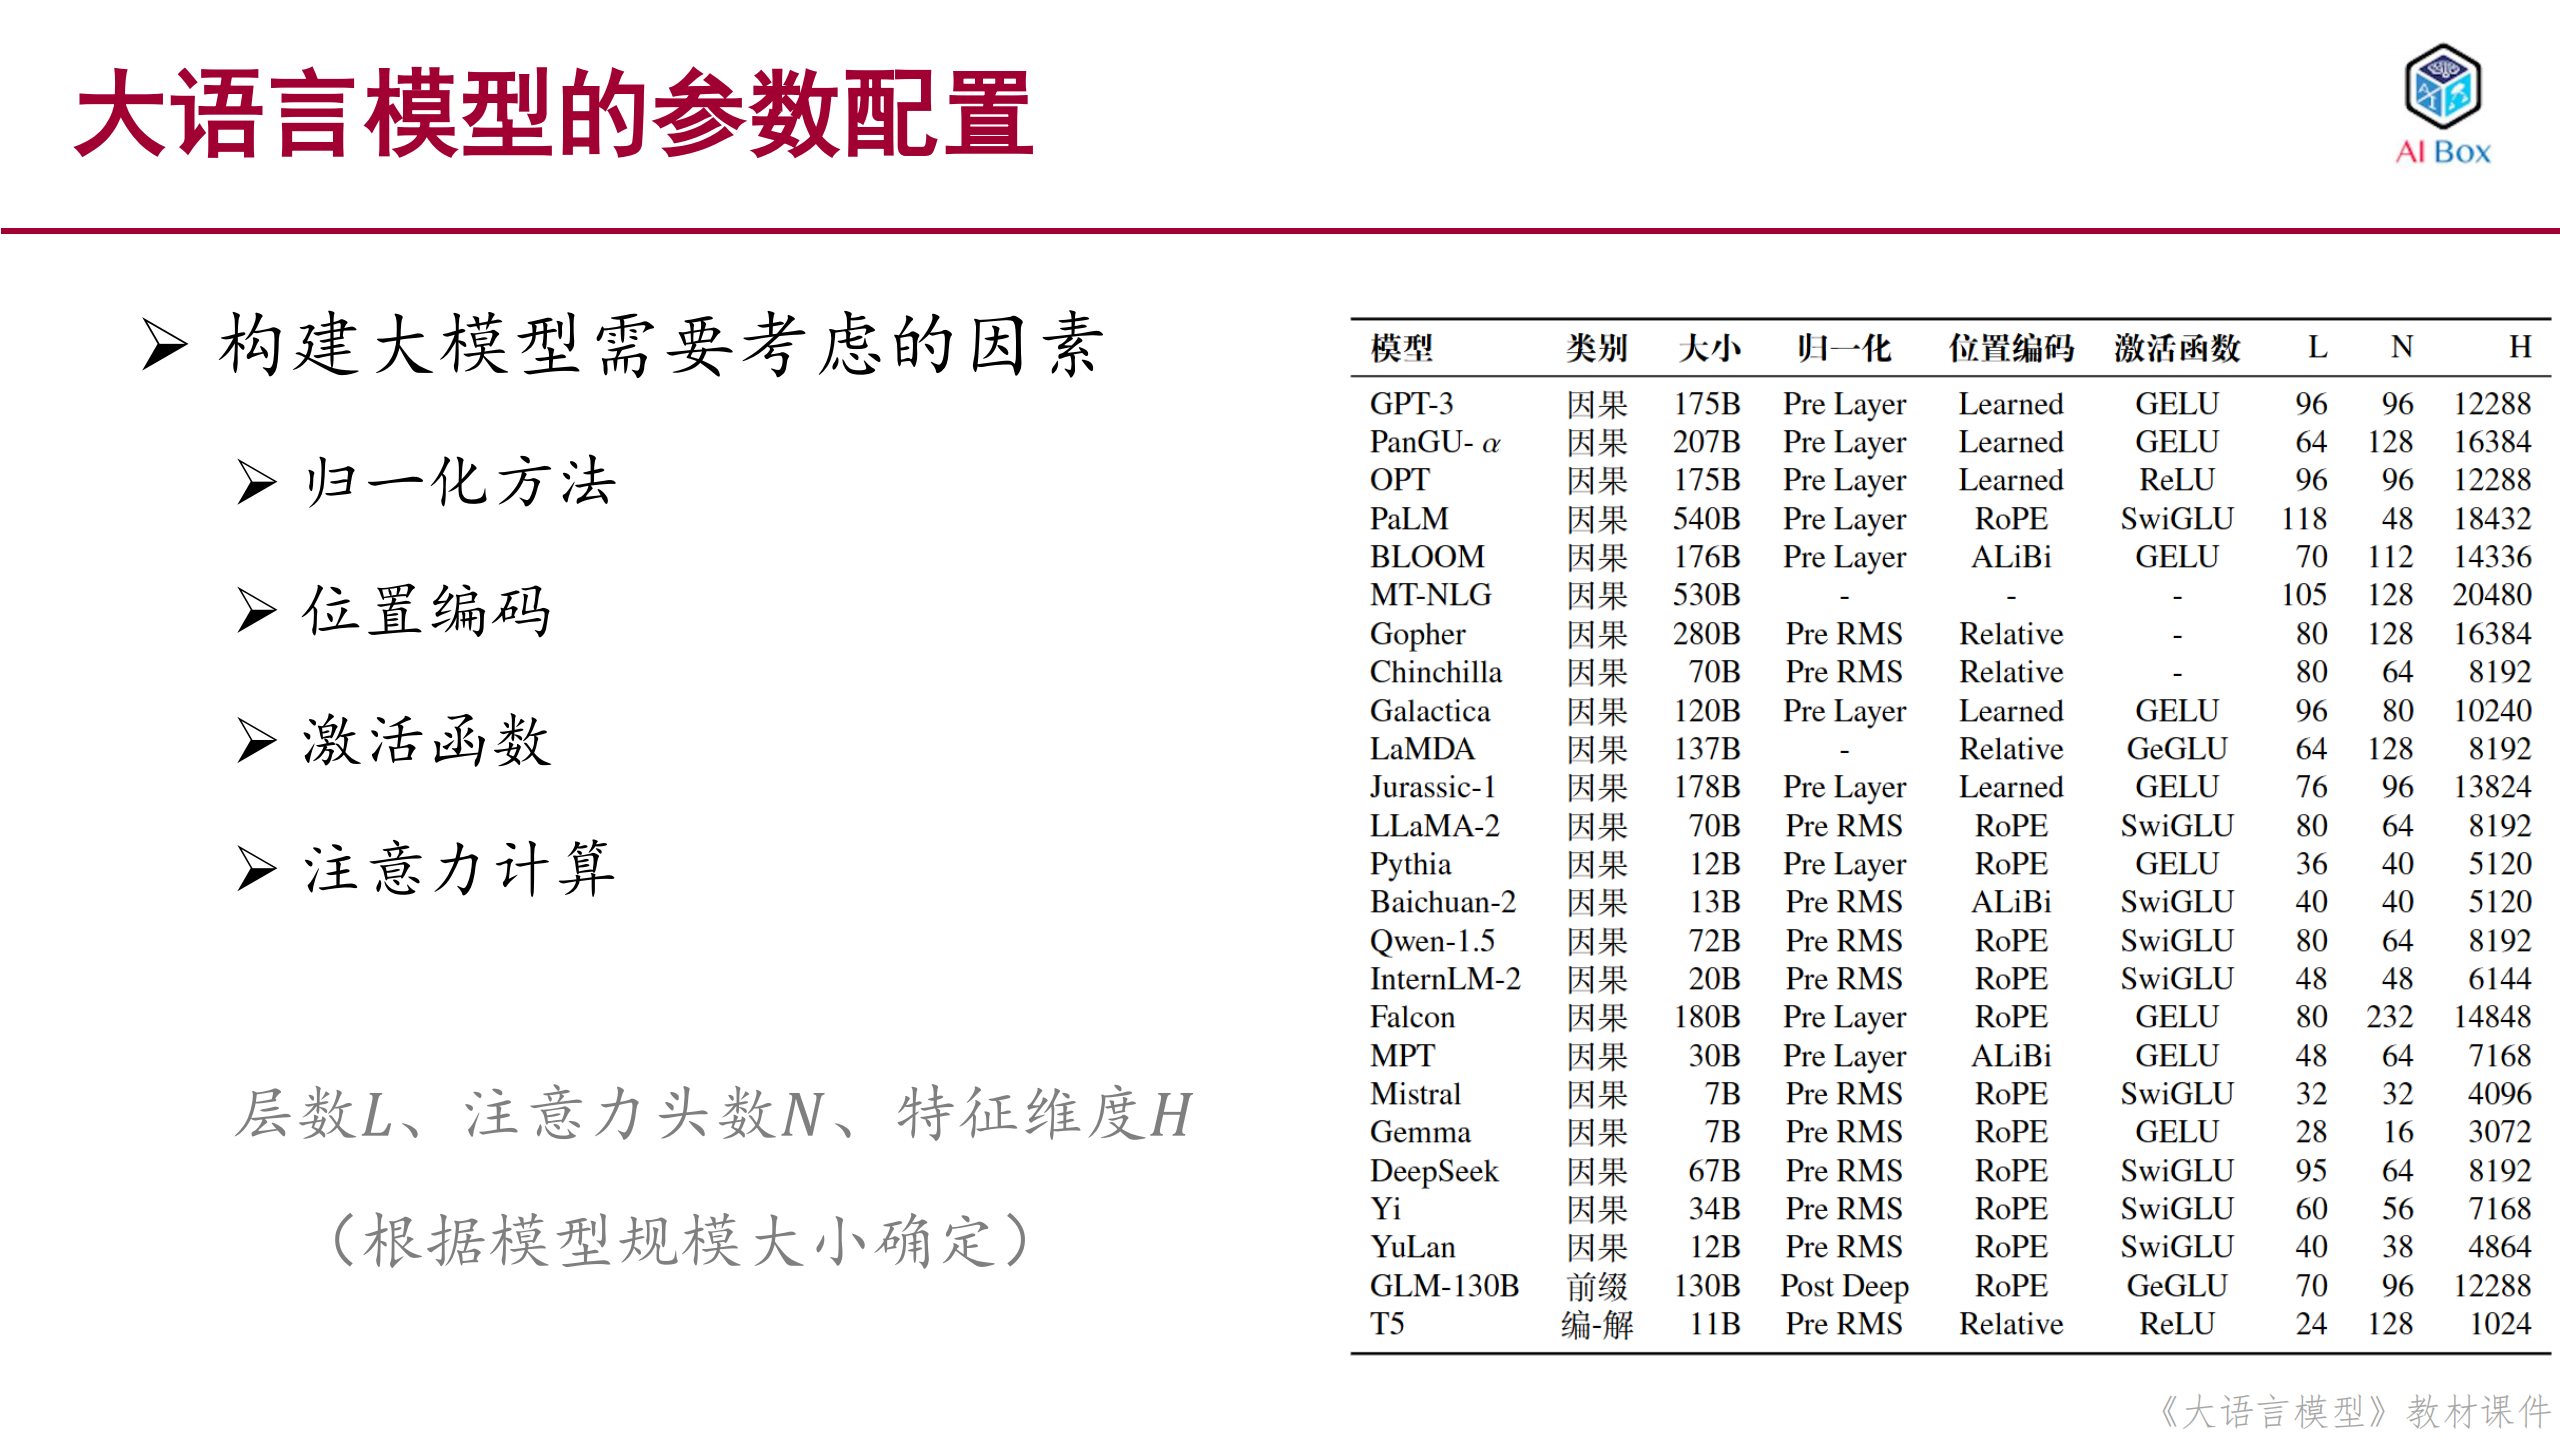 大语言模型的参数配置
AI Box
构建大模型需要考虑的因素
归一化方法
位置编码
激活函数
注意力计算
层数L、注意力头数N、特征维度H
（根据模型规模大小确定）
模型 类别 大小 归一化 位置编码 激活函数 L N H
GPT-3 因果 175B Pre Layer Learned GELU 96 96 12288
PanGU- α 因果 207B Pre Layer Learned GELU 64 128 16384
OPT 因果 175B Pre Layer Learned ReLU 96 96 12288
PaLM 因果 540B Pre Layer RoPE SwiGLU 118 48 18432
BLOOM 因果 176B Pre Layer ALiBi GELU 70 112 14336
MT-NLG 因果 530B - - - 105 128 20480
Gopher 因果 280B Pre RMS Relative - 80 128 16384
Chinchilla 因果 70B Pre RMS Relative - 80 64 8192
Galactica 因果 120B Pre Layer Learned GELU 96 80 10240
LaMDA 因果 137B - Relative GeGLU 64 128 8192
Jurassic-1 因果 178B Pre Layer Learned GELU 76 96 13824
LLaMA-2 因果 70B Pre RMS RoPE SwiGLU 80 64 8192
Pythia 因果 12B Pre Layer RoPE GELU 36 40 5120
Baichuan-2 因果 13B Pre RMS ALiBi SwiGLU 40 40 5120
Qwen-1.5 因果 72B Pre RMS RoPE SwiGLU 80 64 8192
InternLM-2 因果 20B Pre RMS RoPE SwiGLU 48 48 6144
Falcon 因果 180B Pre Layer RoPE GELU 80 232 14848
MPT 因果 30B Pre Layer ALiBi GELU 48 64 7168
Mistral 因果 7B Pre RMS RoPE SwiGLU 32 32 4096
Gemma 因果 7B Pre RMS RoPE GELU 28 16 3072
DeepSeek 因果 67B Pre RMS RoPE SwiGLU 95 64 8192
Yi 因果 34B Pre RMS RoPE SwiGLU 60 56 7168
YuLan 因果 12B Pre RMS RoPE SwiGLU 40 38 4864
GLM-130B 前缀 130B Post Deep RoPE GeGLU 70 96 12288
T5 编-解 11B Pre RMS Relative ReLU 24 128 1024
《大语言模型》教材课件